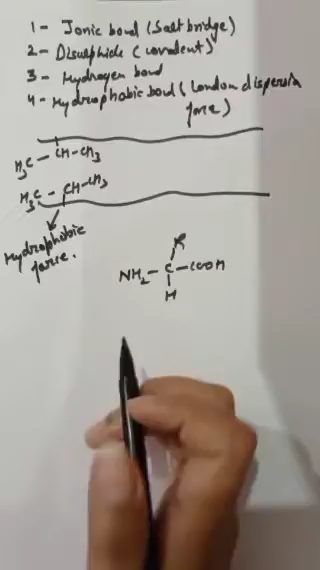 1- Ionic bond (Salt bridge)
2- Disulphide (covalent)
3- Hydrogen bond
4- Hydrophobic bond (London dispersion
force)
H₃C - CH-CH₃
H₃C - CH-CH₃
Hydrophobic
force.
R
NH₂ - C - COOH
H